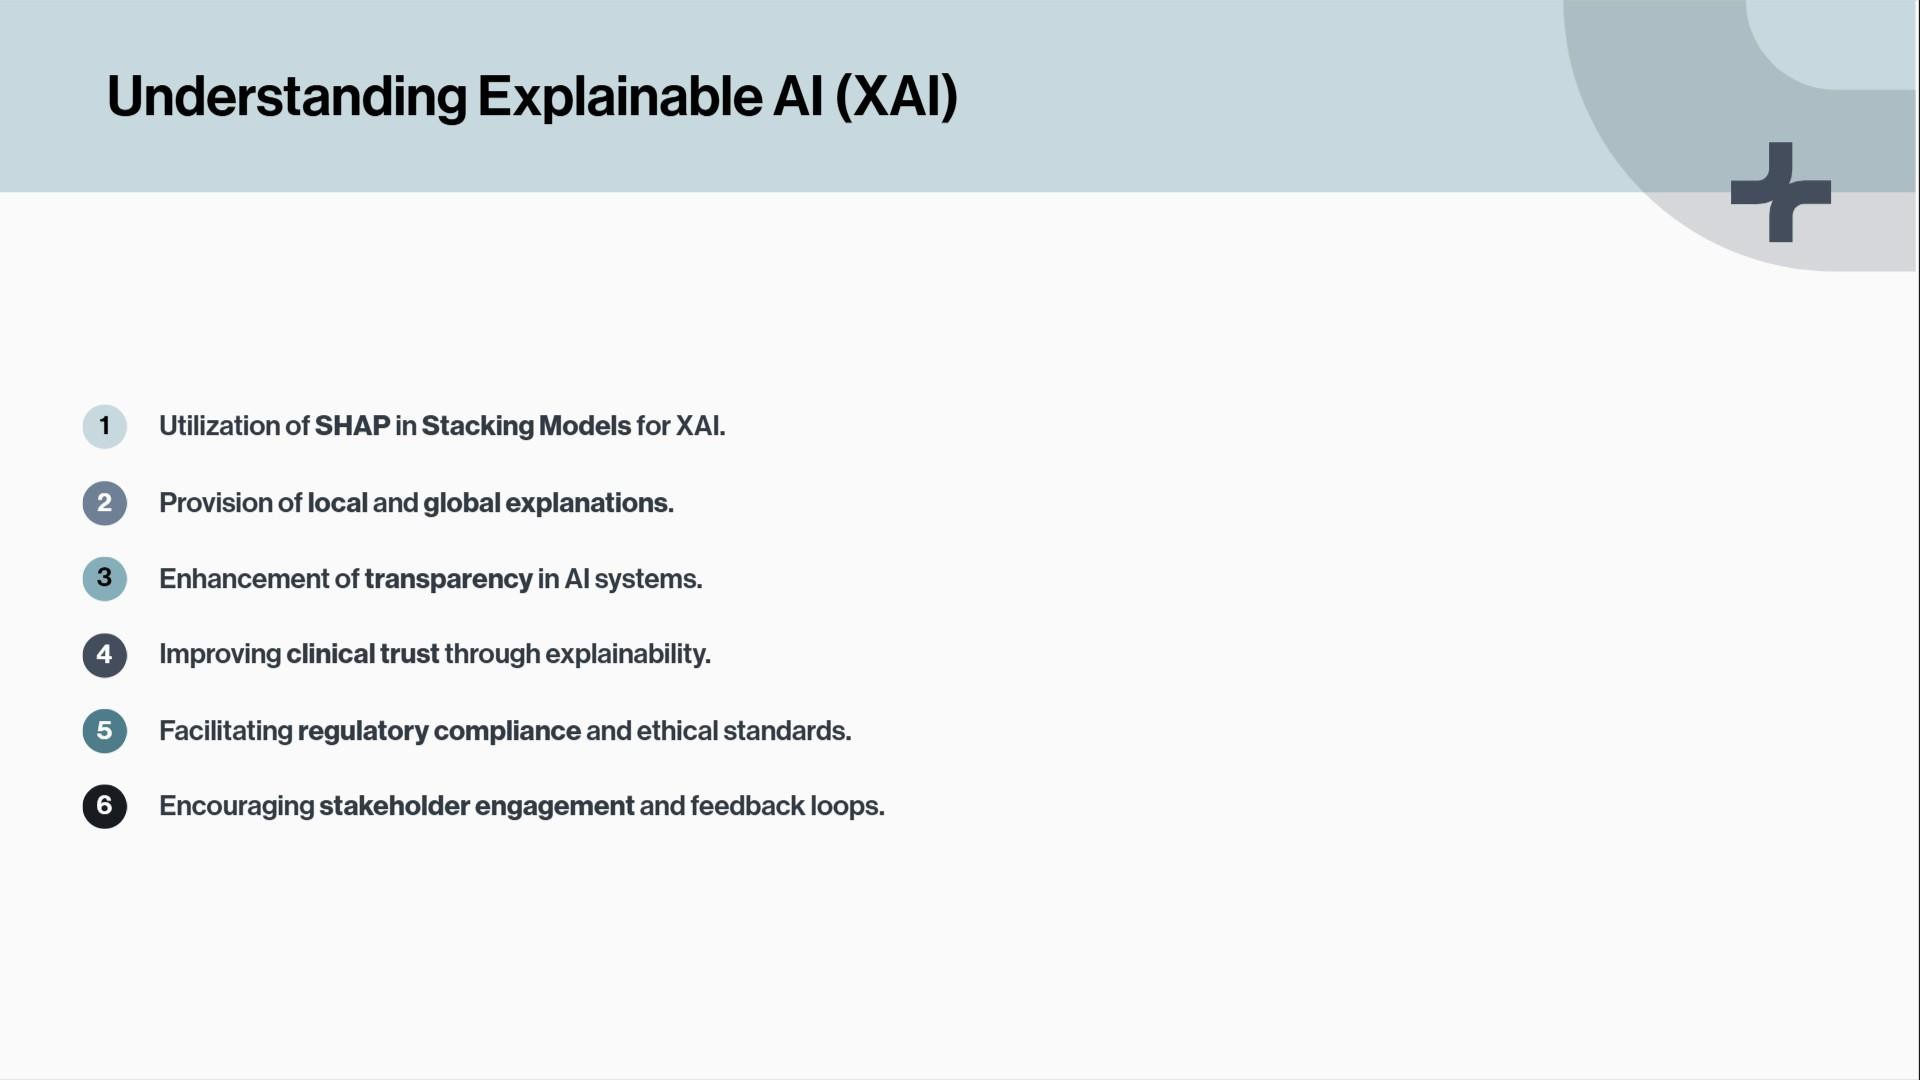 Understanding Explainable AI (XAI)
1 Utilization of SHAP in Stacking Models for XAI.
2 Provision of local and global explanations.
3 Enhancement of transparency in AI systems.
4 Improving clinical trust through explainability.
5 Facilitating regulatory compliance and ethical standards.
6 Encouraging stakeholder engagement and feedback loops.